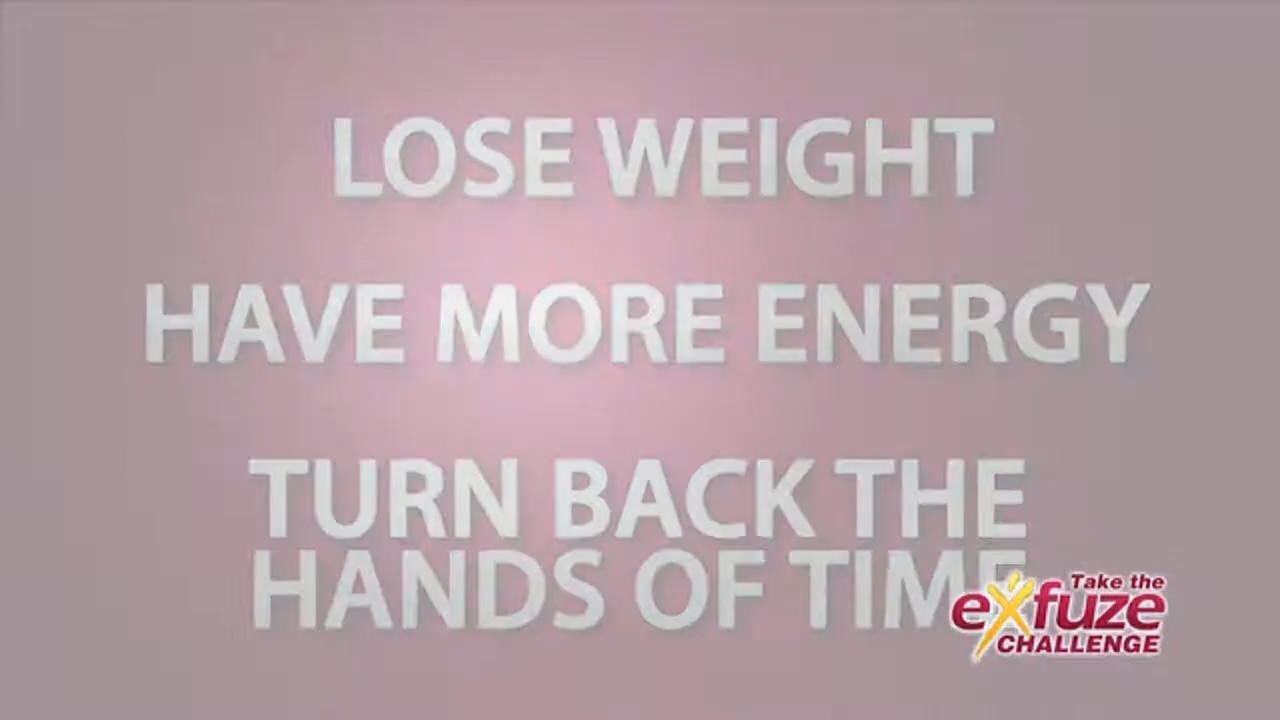 LOSE WEIGHT
HAVE MORE ENERGY
TURN BACK THE
HANDS OF TIME
Take the
exfuze
CHALLENGE